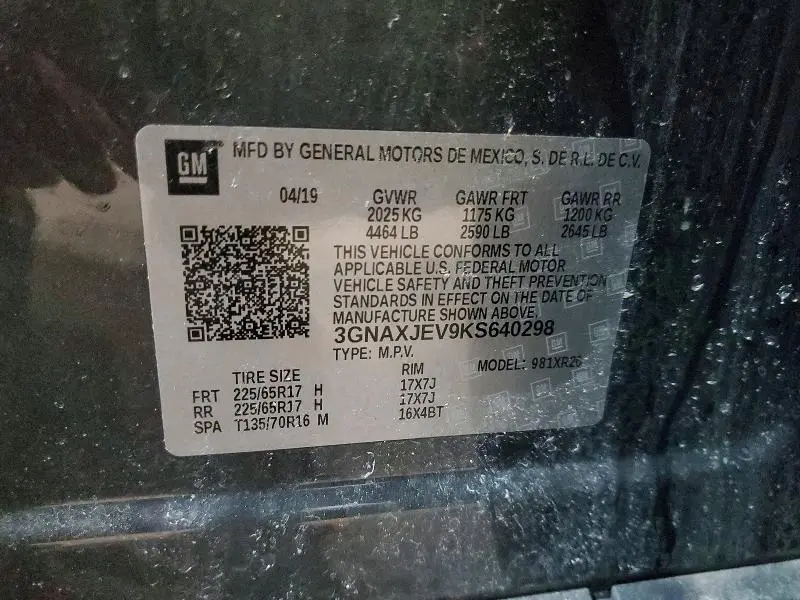 GM
MFD BY GENERAL MOTORS DE MEXICO, S. DE R.L. DE C.V.
04/19 GVWR GAWR FRT GAWR RR
2025 KG 1175 KG 1200 KG
4464 LB 2590 LB 2645 LB
THIS VEHICLE CONFORMS TO ALL
APPLICABLE U.S. FEDERAL MOTOR
VEHICLE SAFETY AND THEFT PREVENTION
STANDARDS IN EFFECT ON THE DATE OF
MANUFACTURE SHOWN ABOVE,
3GNAXJEV9KS640298
TYPE: M.P.V. MODEL: 981XR26
TIRE SIZE RIM
FRT 225/65R17 H 17X7J
RR 225/65R17 H 17X7J
SPA T135/70R16 M 16X4BT